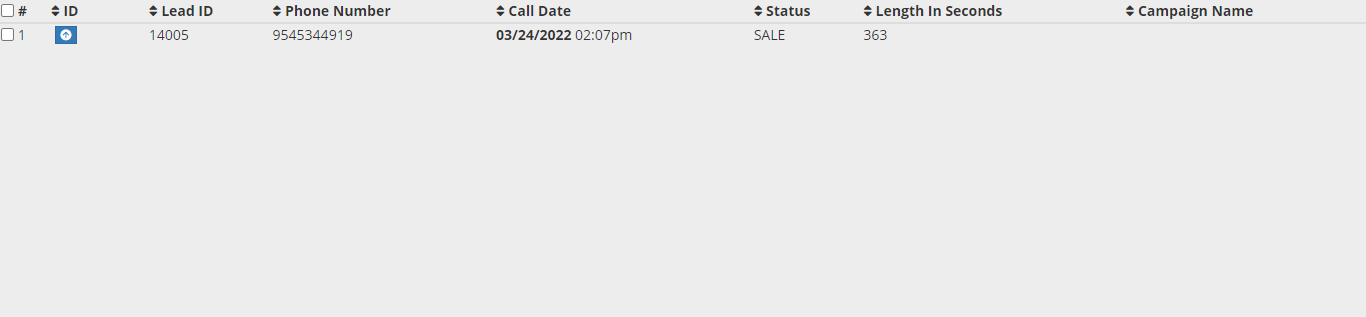 # ID Lead ID Phone Number Call Date Status Length In Seconds Campaign Name
1 14005 9545344919 03/24/2022 02:07pm SALE 363